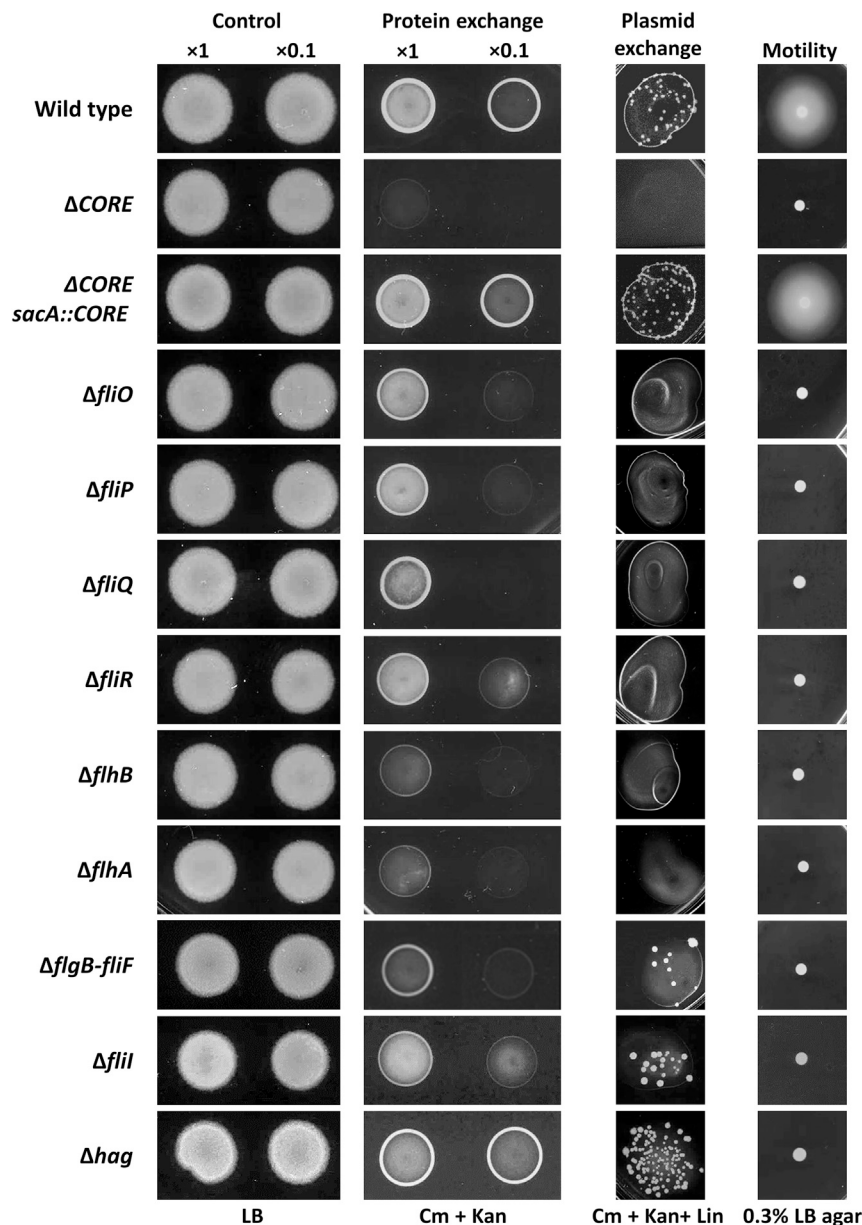 Control
Protein exchange
Plasmid
exchange
Motility
×1
×0.1
×1
×0.1
Wild type
ΔCORE
ΔCORE
sacA::CORE
ΔfliO
ΔfliP
ΔfliQ
ΔfliR
ΔflhB
ΔflhA
ΔflgB-fliF
ΔfliI
Δhag
LB
Cm + Kan
Cm + Kan+ Lin
0.3% LB agar